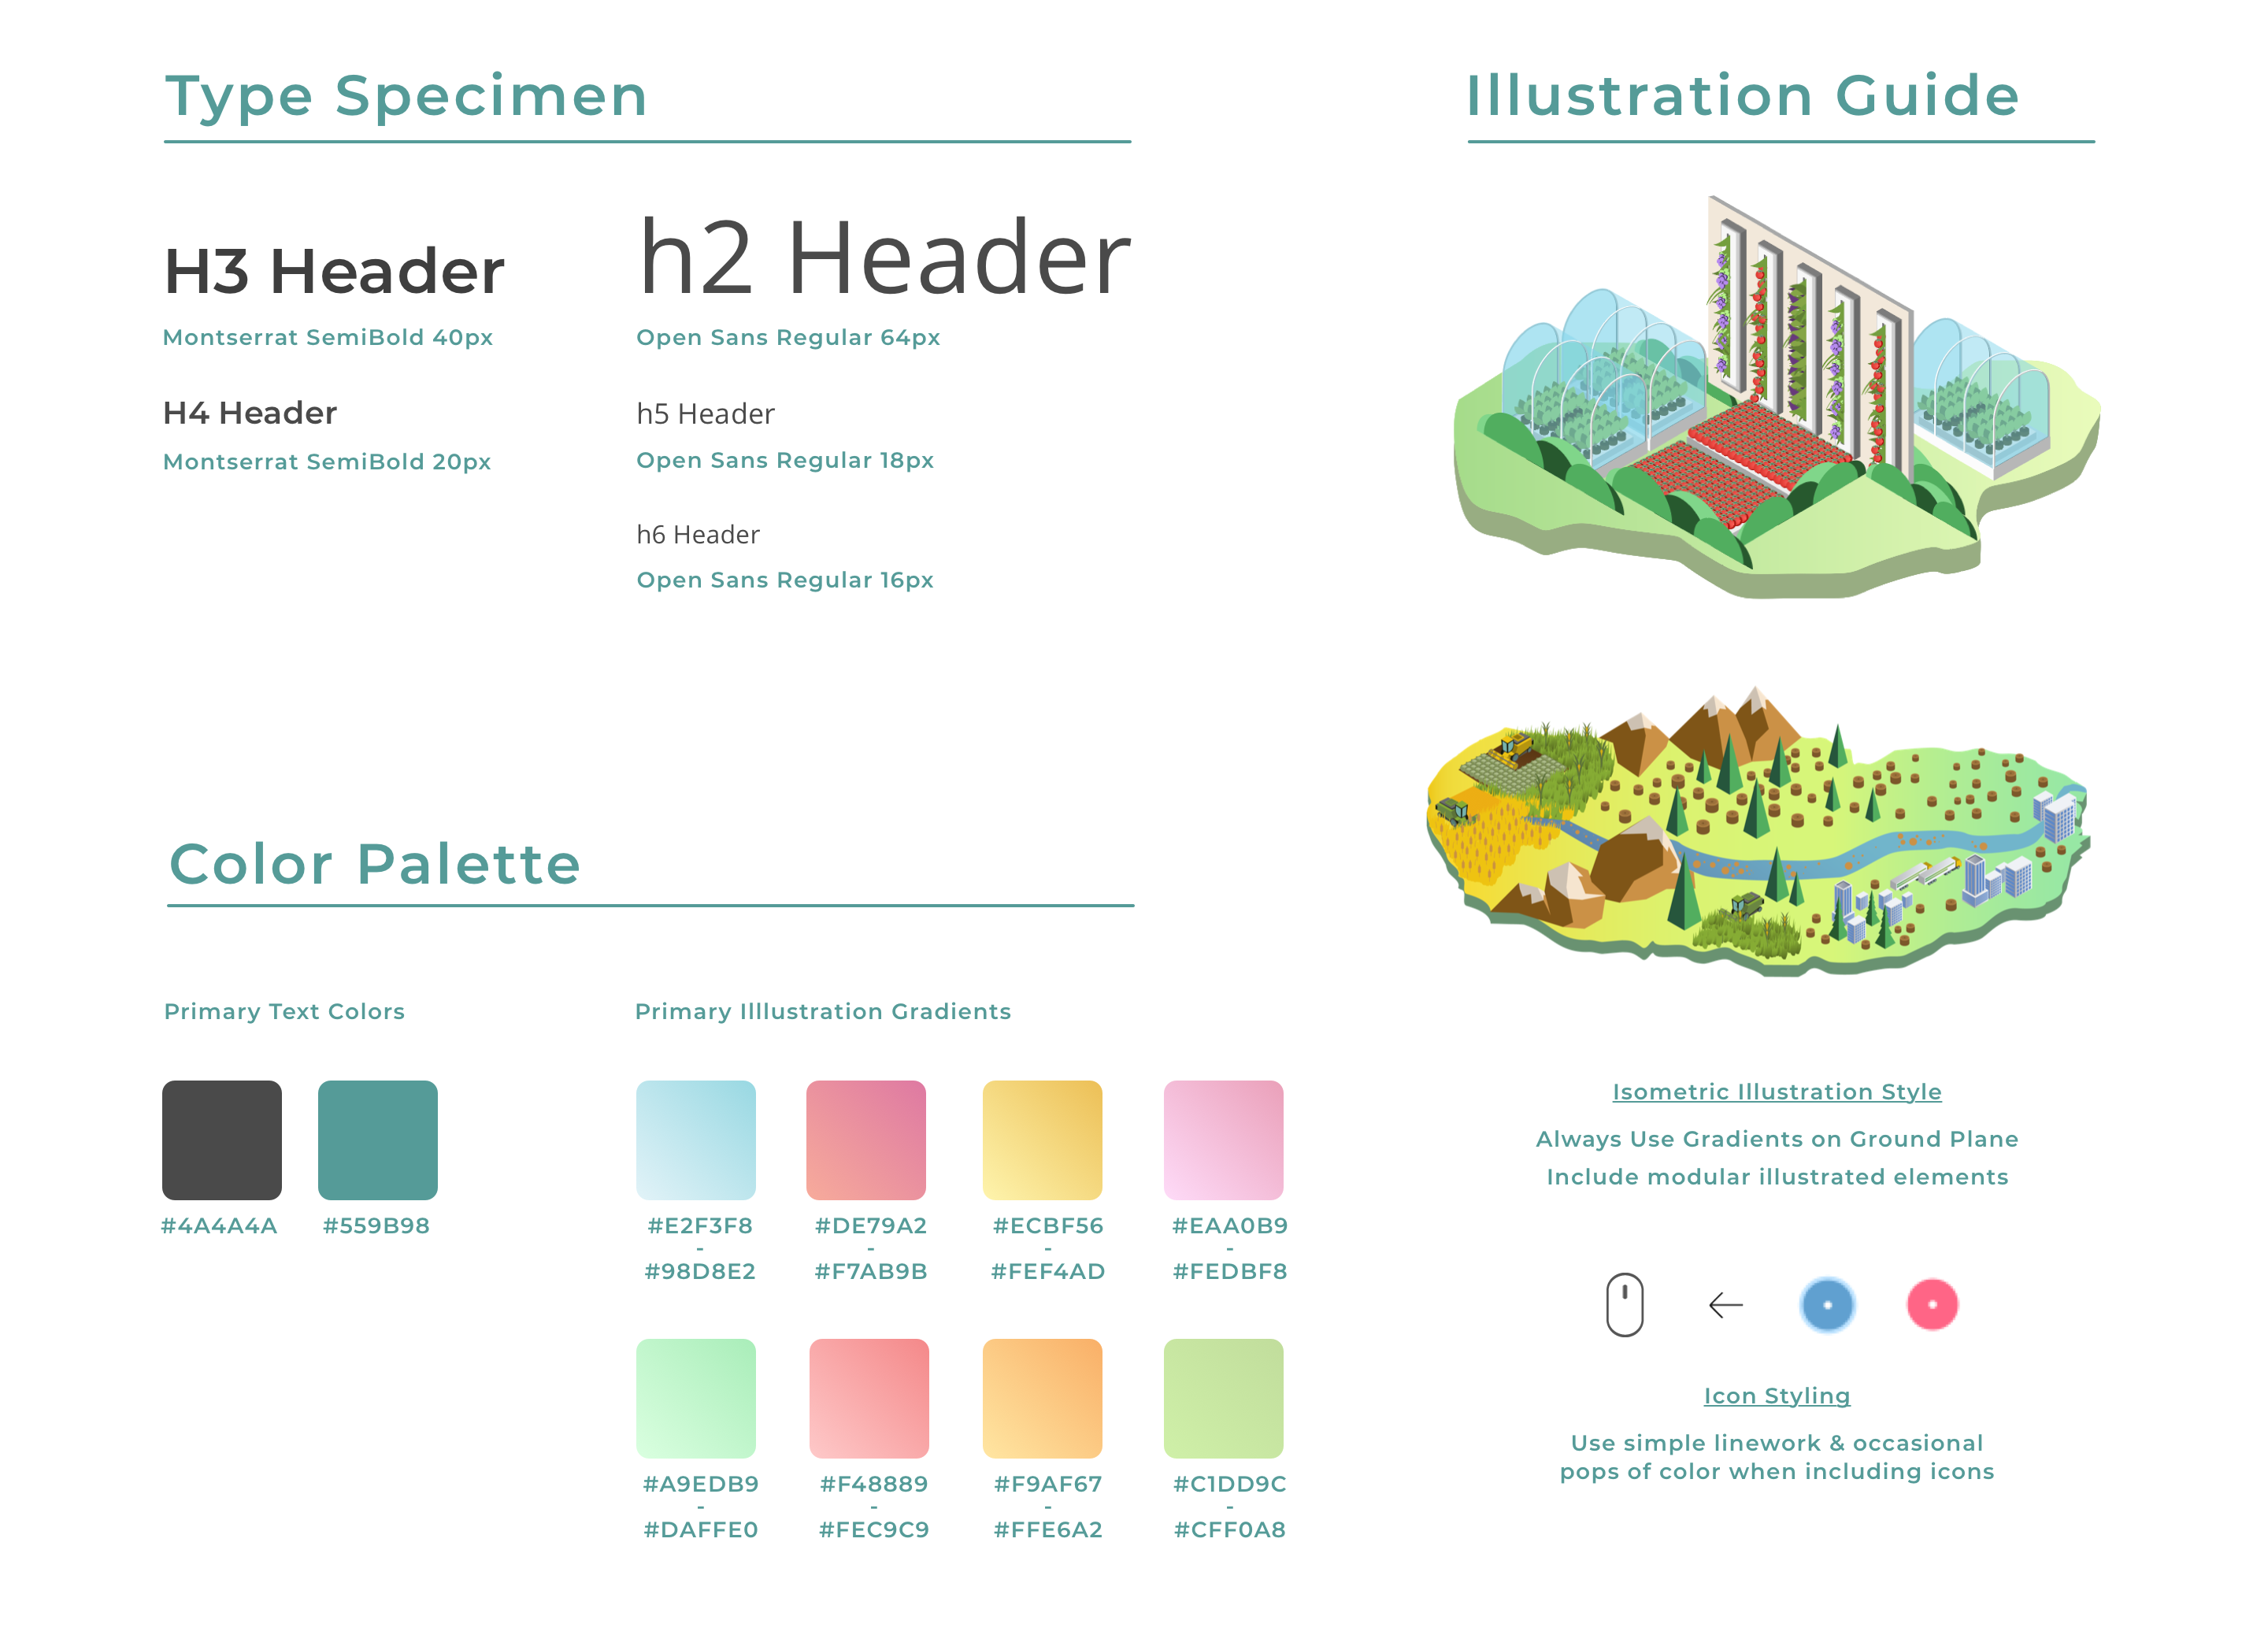 Type Specimen
H3 Header
Montserrat SemiBold 40px
H4 Header
Montserrat SemiBold 20px
h2 Header
Open Sans Regular 64px
h5 Header
Open Sans Regular 18px
h6 Header
Open Sans Regular 16px
Color Palette
Primary Text Colors
#4A4A4A
#559B98
Primary Illlustration Gradients
#E2F3F8
-
#98D8E2
#DE79A2
-
#F7AB9B
#ECBF56
-
#FEF4AD
#EAA0B9
-
#FEDBF8
#A9EDB9
-
#DAFFE0
#F48889
-
#FEC9C9
#F9AF67
-
#FFE6A2
#C1DD9C
-
#CFF0A8
Illustration Guide
Isometric Illustration Style
Always Use Gradients on Ground Plane
Include modular illustrated elements
Icon Styling
Use simple linework & occasional
pops of color when including icons